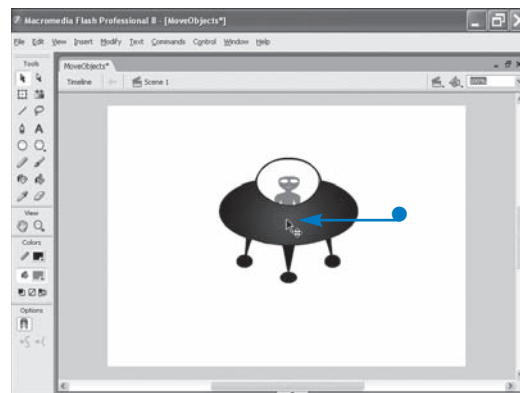 Macromedia Flash Professional 8 - [MoveObjects*]
File Edit View Insert Modify Text Commands Control Window Help
Tools
MoveObjects*
Timeline Scene 1
100%
View
Colors
Options